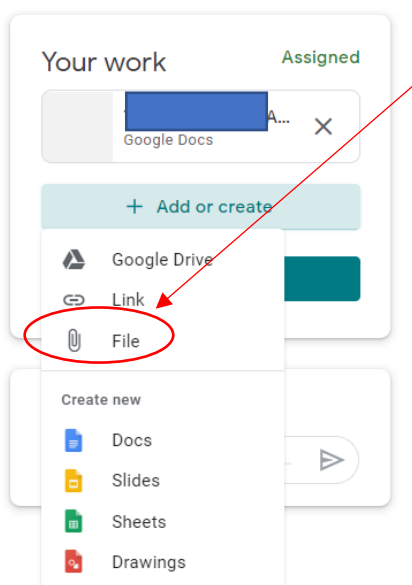 Your work
Assigned
A...
Google Docs
+ Add or create
Google Drive
Link
File
Create new
Docs
Slides
Sheets
Drawings